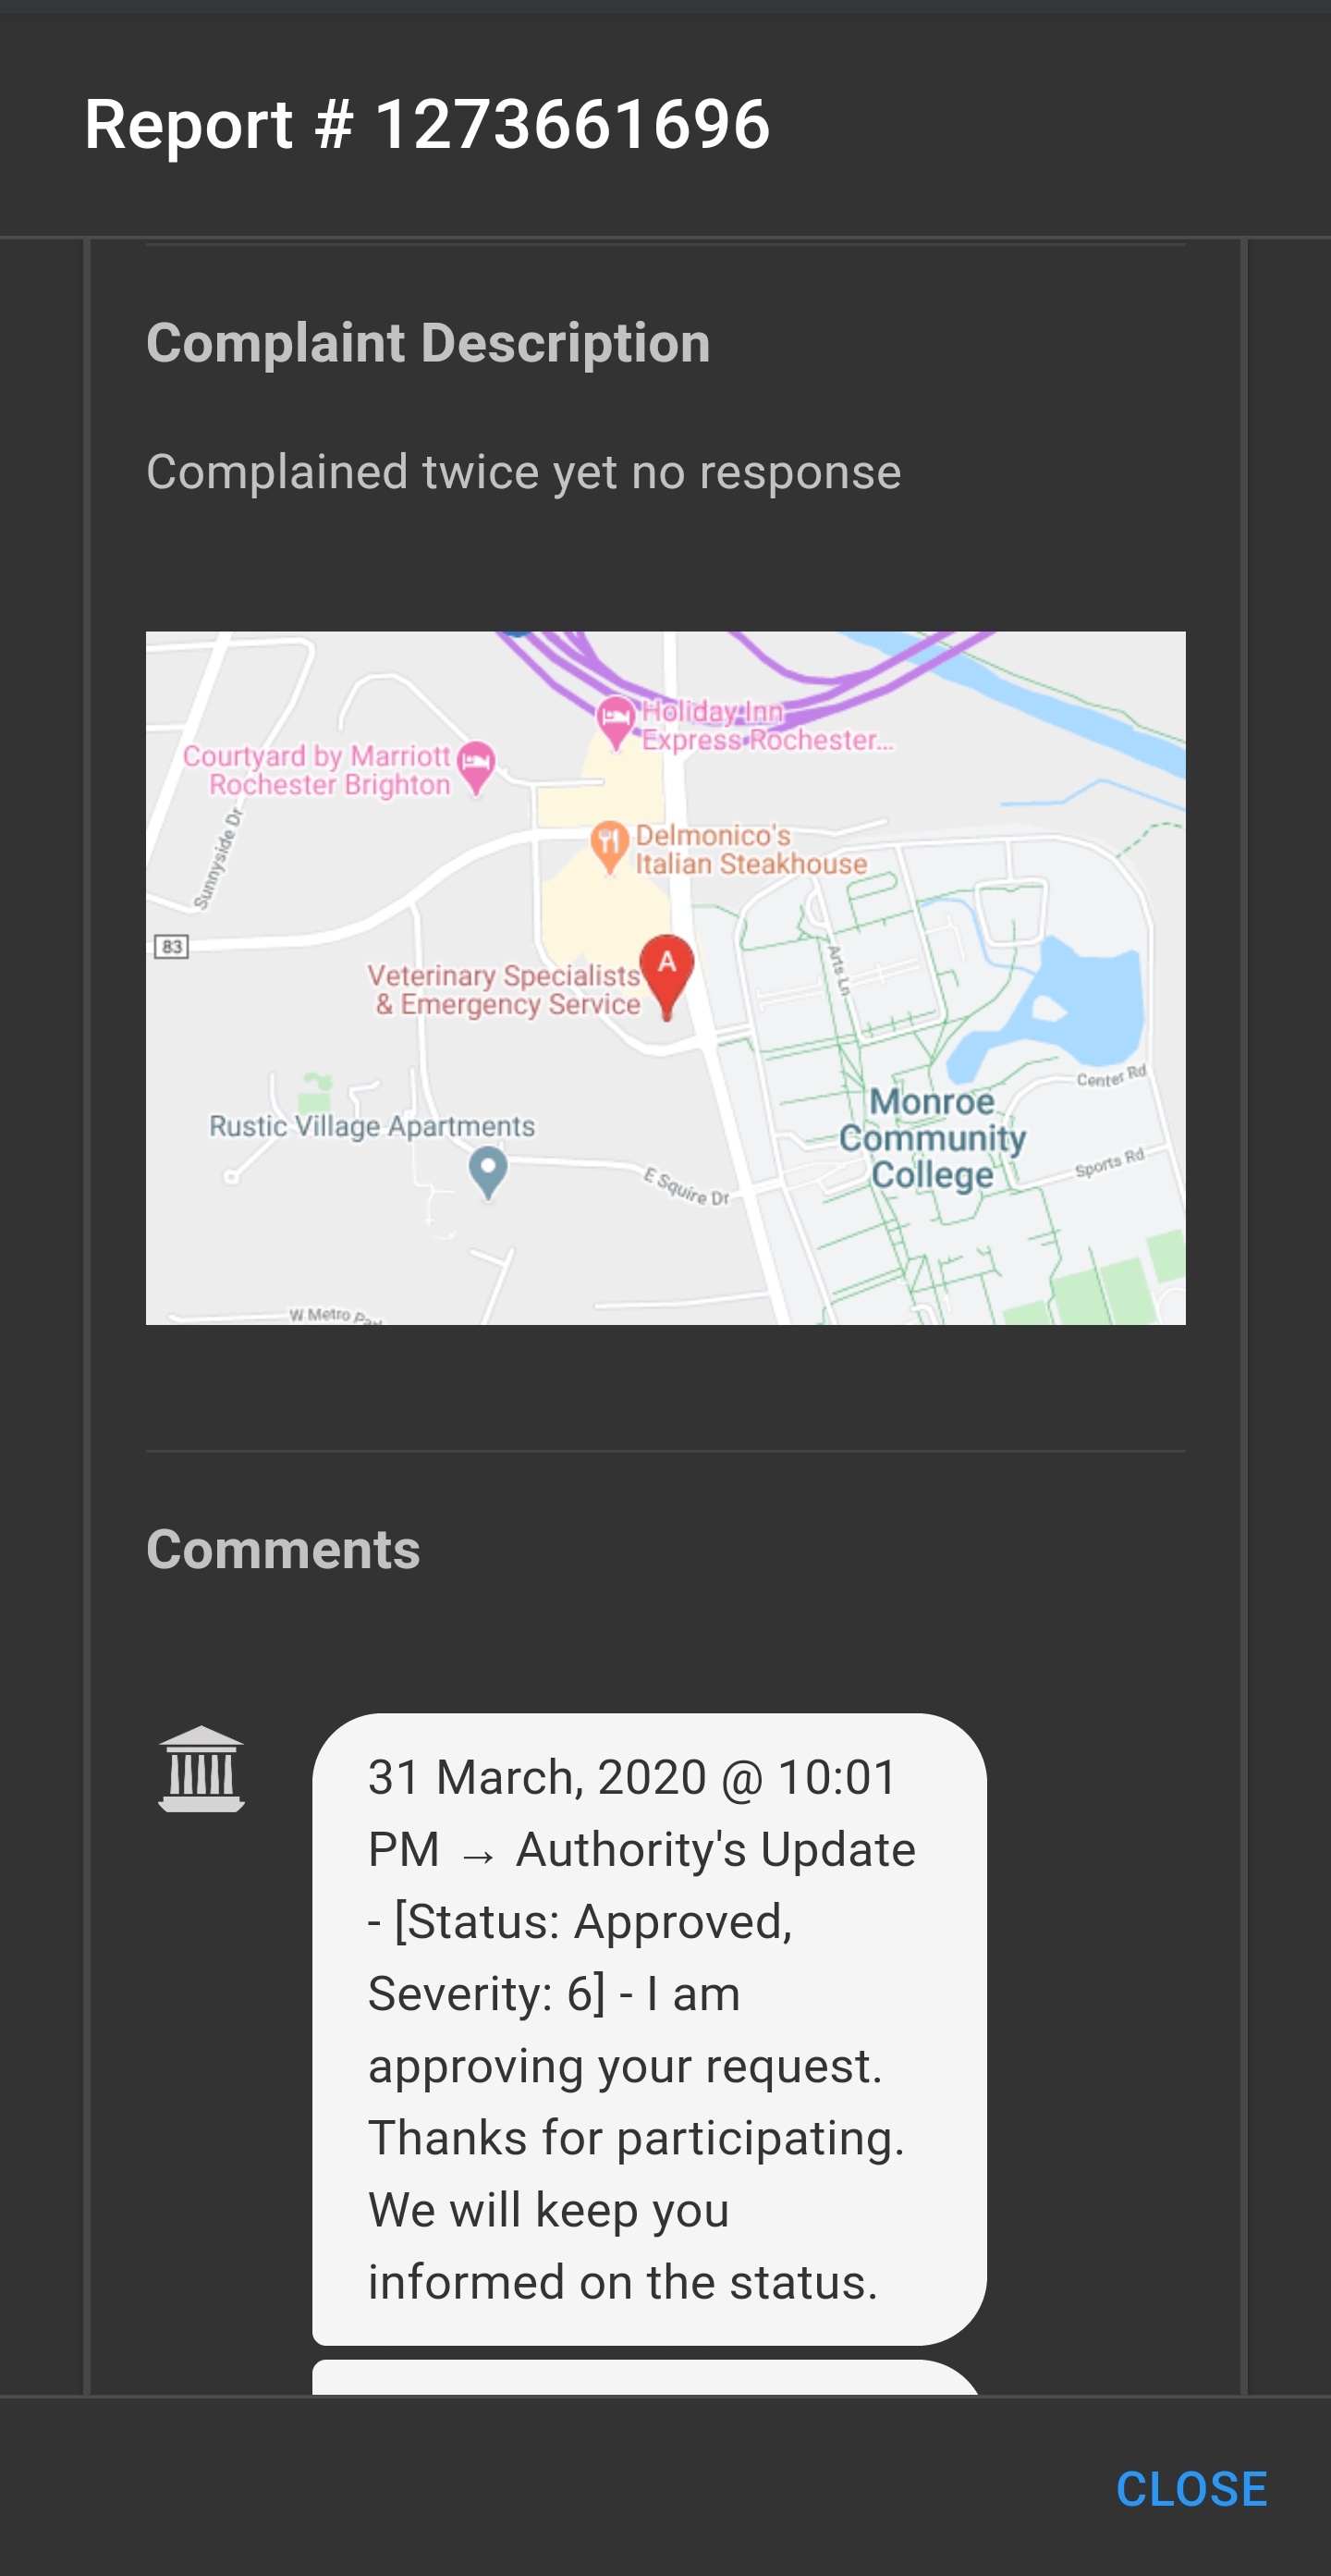 Report # 1273661696
Complaint Description
Complained twice yet no response
Holiday Inn
Express Rochester...
Courtyard by Marriott
Rochester Brighton
Sunnyside Dr
Delmonico's
Italian Steakhouse
83
A
Veterinary Specialists
& Emergency Service
Arts Ln
Center Rd
Monroe
Community
College
Rustic Village Apartments
Sports Rd
E Squire Dr
W Metro
Comments
31 March, 2020 @ 10:01
PM → Authority's Update
- [Status: Approved,
Severity: 6] - I am
approving your request.
Thanks for participating.
We will keep you
informed on the status.
CLOSE